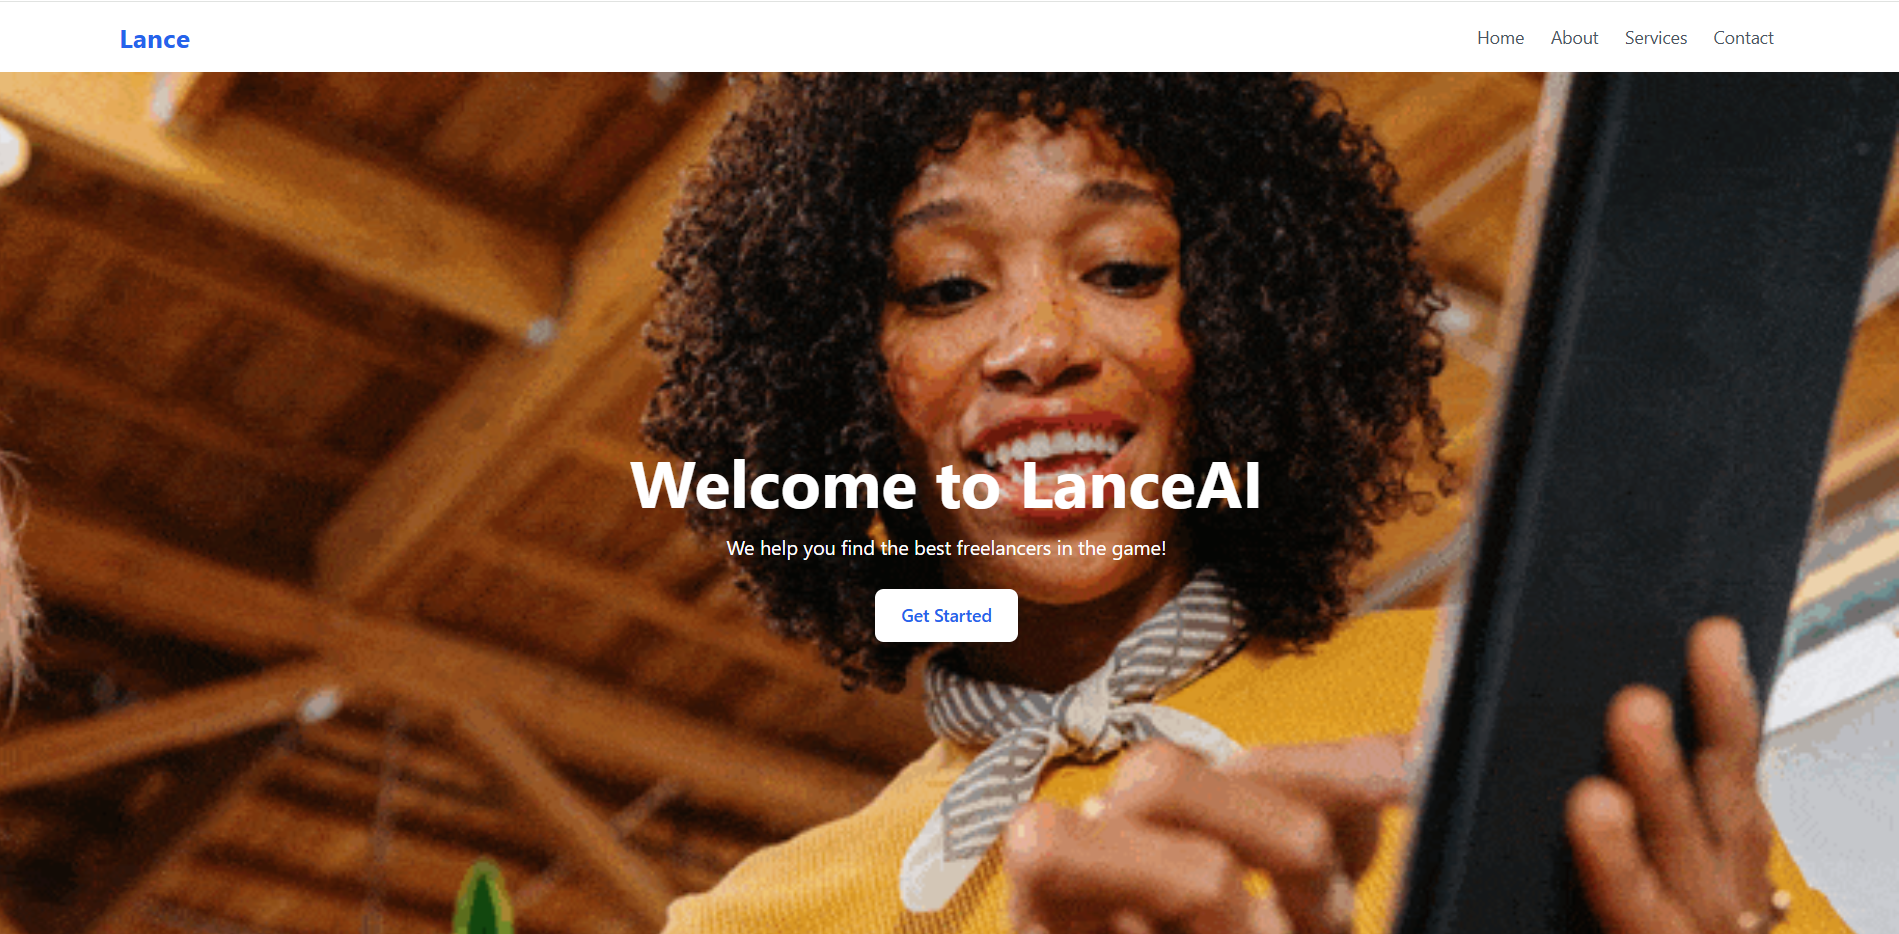 Lance
Home About Services Contact
Welcome to LanceAI
We help you find the best freelancers in the game!
Get Started